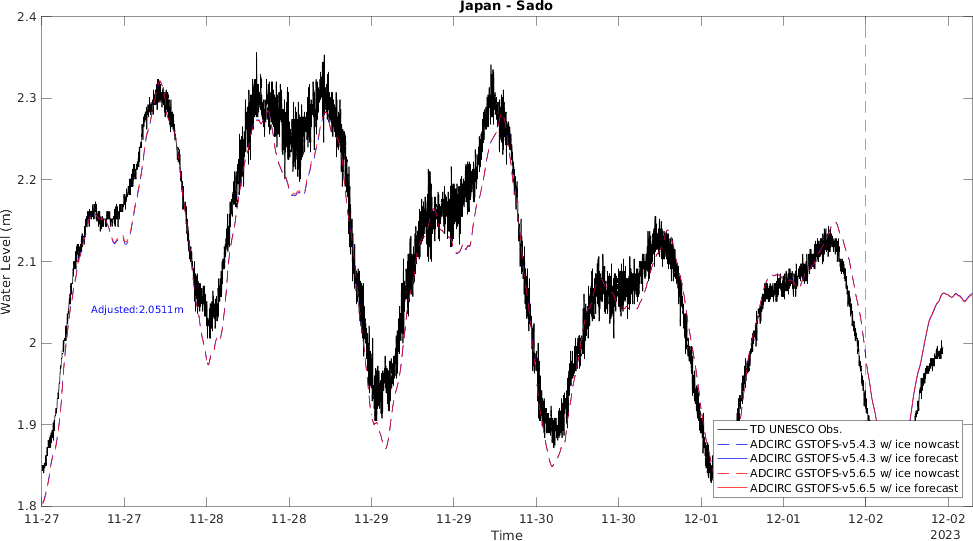 Japan - Sado
2.4
2.3
2.2
2.1
2
1.9
1.8
Water Level (m)
Adjusted:2.0511m
TD UNESCO Obs.
ADCIRC GSTOFS-v5.4.3 w/ ice nowcast
ADCIRC GSTOFS-v5.4.3 w/ ice forecast
ADCIRC GSTOFS-v5.6.5 w/ ice nowcast
ADCIRC GSTOFS-v5.6.5 w/ ice forecast
11-27 11-27 11-28 11-28 11-29 11-29 11-30 11-30 12-01 12-01 12-02 12-02
2023
Time